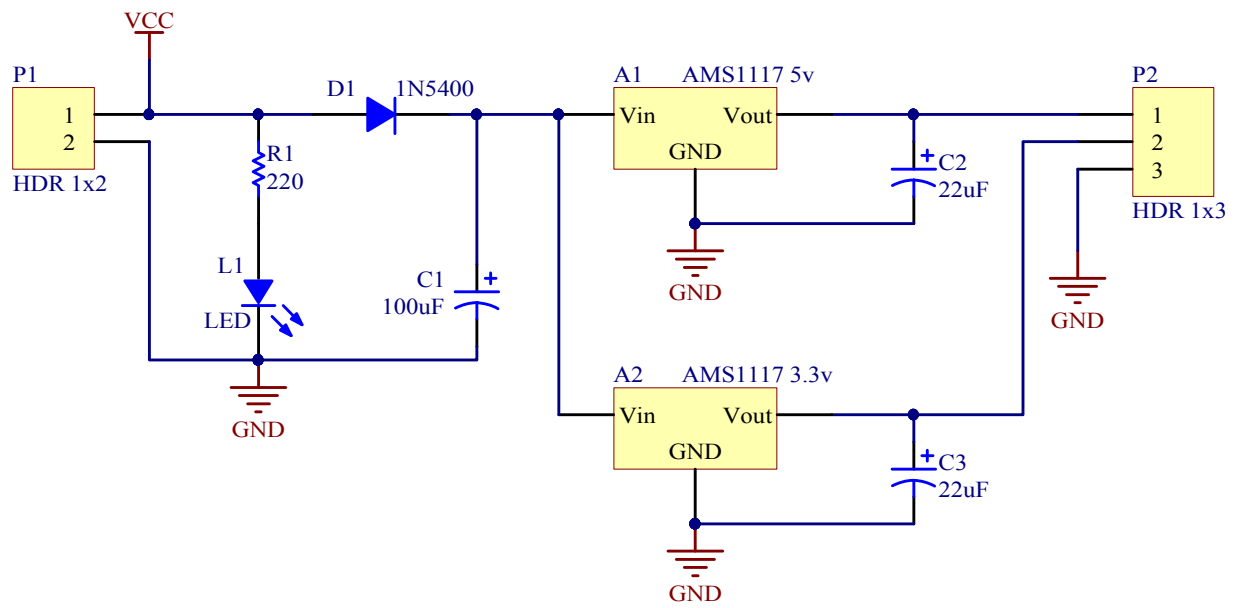 VCC
P1
1
2
HDR 1x2
D1
1N5400
R1
220
L1
LED
C1
+
100uF
GND
A1
AMS1117 5v
Vin
Vout
GND
+
C2
22uF
GND
P2
1
2
3
HDR 1x3
GND
A2
AMS1117 3.3v
Vin
Vout
GND
+
C3
22uF
GND